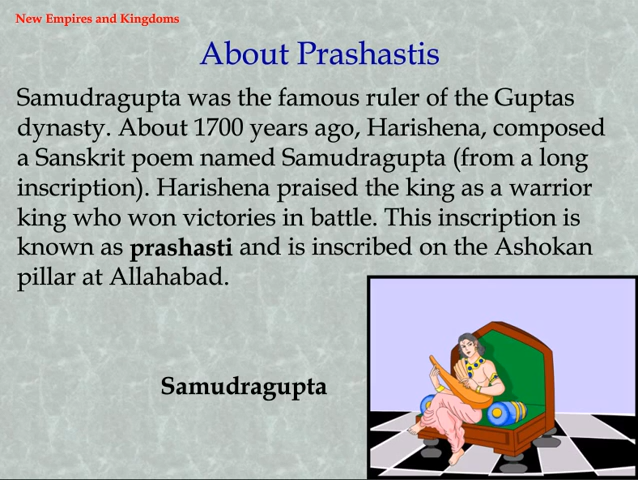 New Empires and Kingdoms
About Prashastis
Samudragupta was the famous ruler of the Guptas
dynasty. About 1700 years ago, Harishena, composed
a Sanskrit poem named Samudragupta (from a long
inscription). Harishena praised the king as a warrior
king who won victories in battle. This inscription is
known as prashasti and is inscribed on the Ashokan
pillar at Allahabad.
Samudragupta